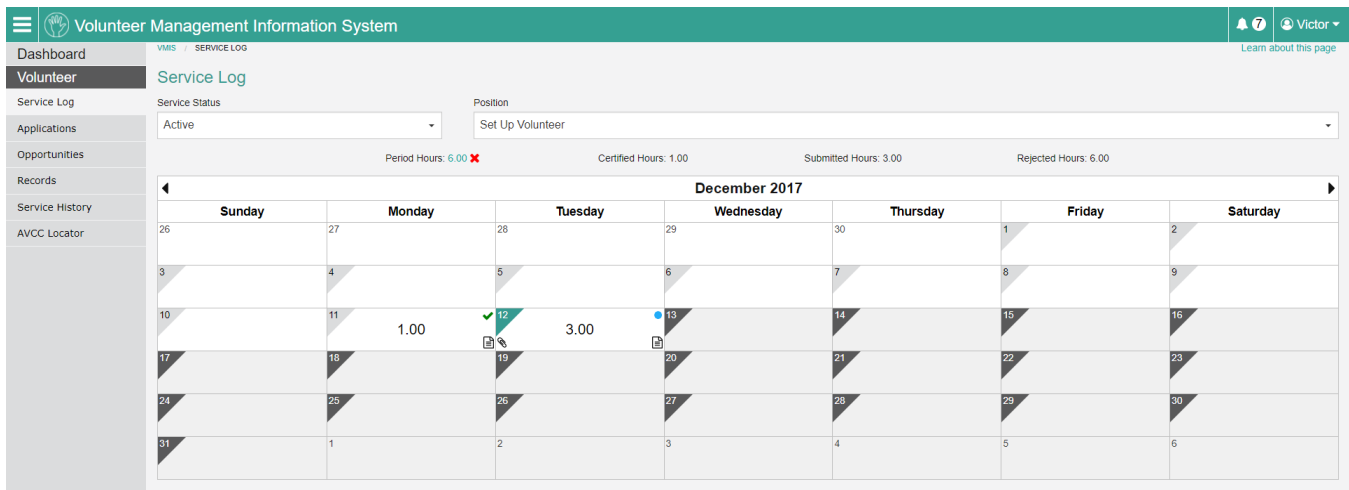 Volunteer Management Information System
7
Victor
Dashboard
Volunteer
Service Log
Applications
Opportunities
Records
Service History
AVCC Locator
VMIS / SERVICE LOG
Learn about this page
Service Log
Service Status
Position
Active
Set Up Volunteer
Period Hours: 6.00
Certified Hours: 1.00
Submitted Hours: 3.00
Rejected Hours: 6.00
December 2017
Sunday Monday Tuesday Wednesday Thursday Friday Saturday
26 27 28 29 30 1 2
3 4 5 6 7 8 9
10 11 12 13 14 15 16
1.00 3.00
17 18 19 20 21 22 23
24 25 26 27 28 29 30
31 1 2 3 4 5 6